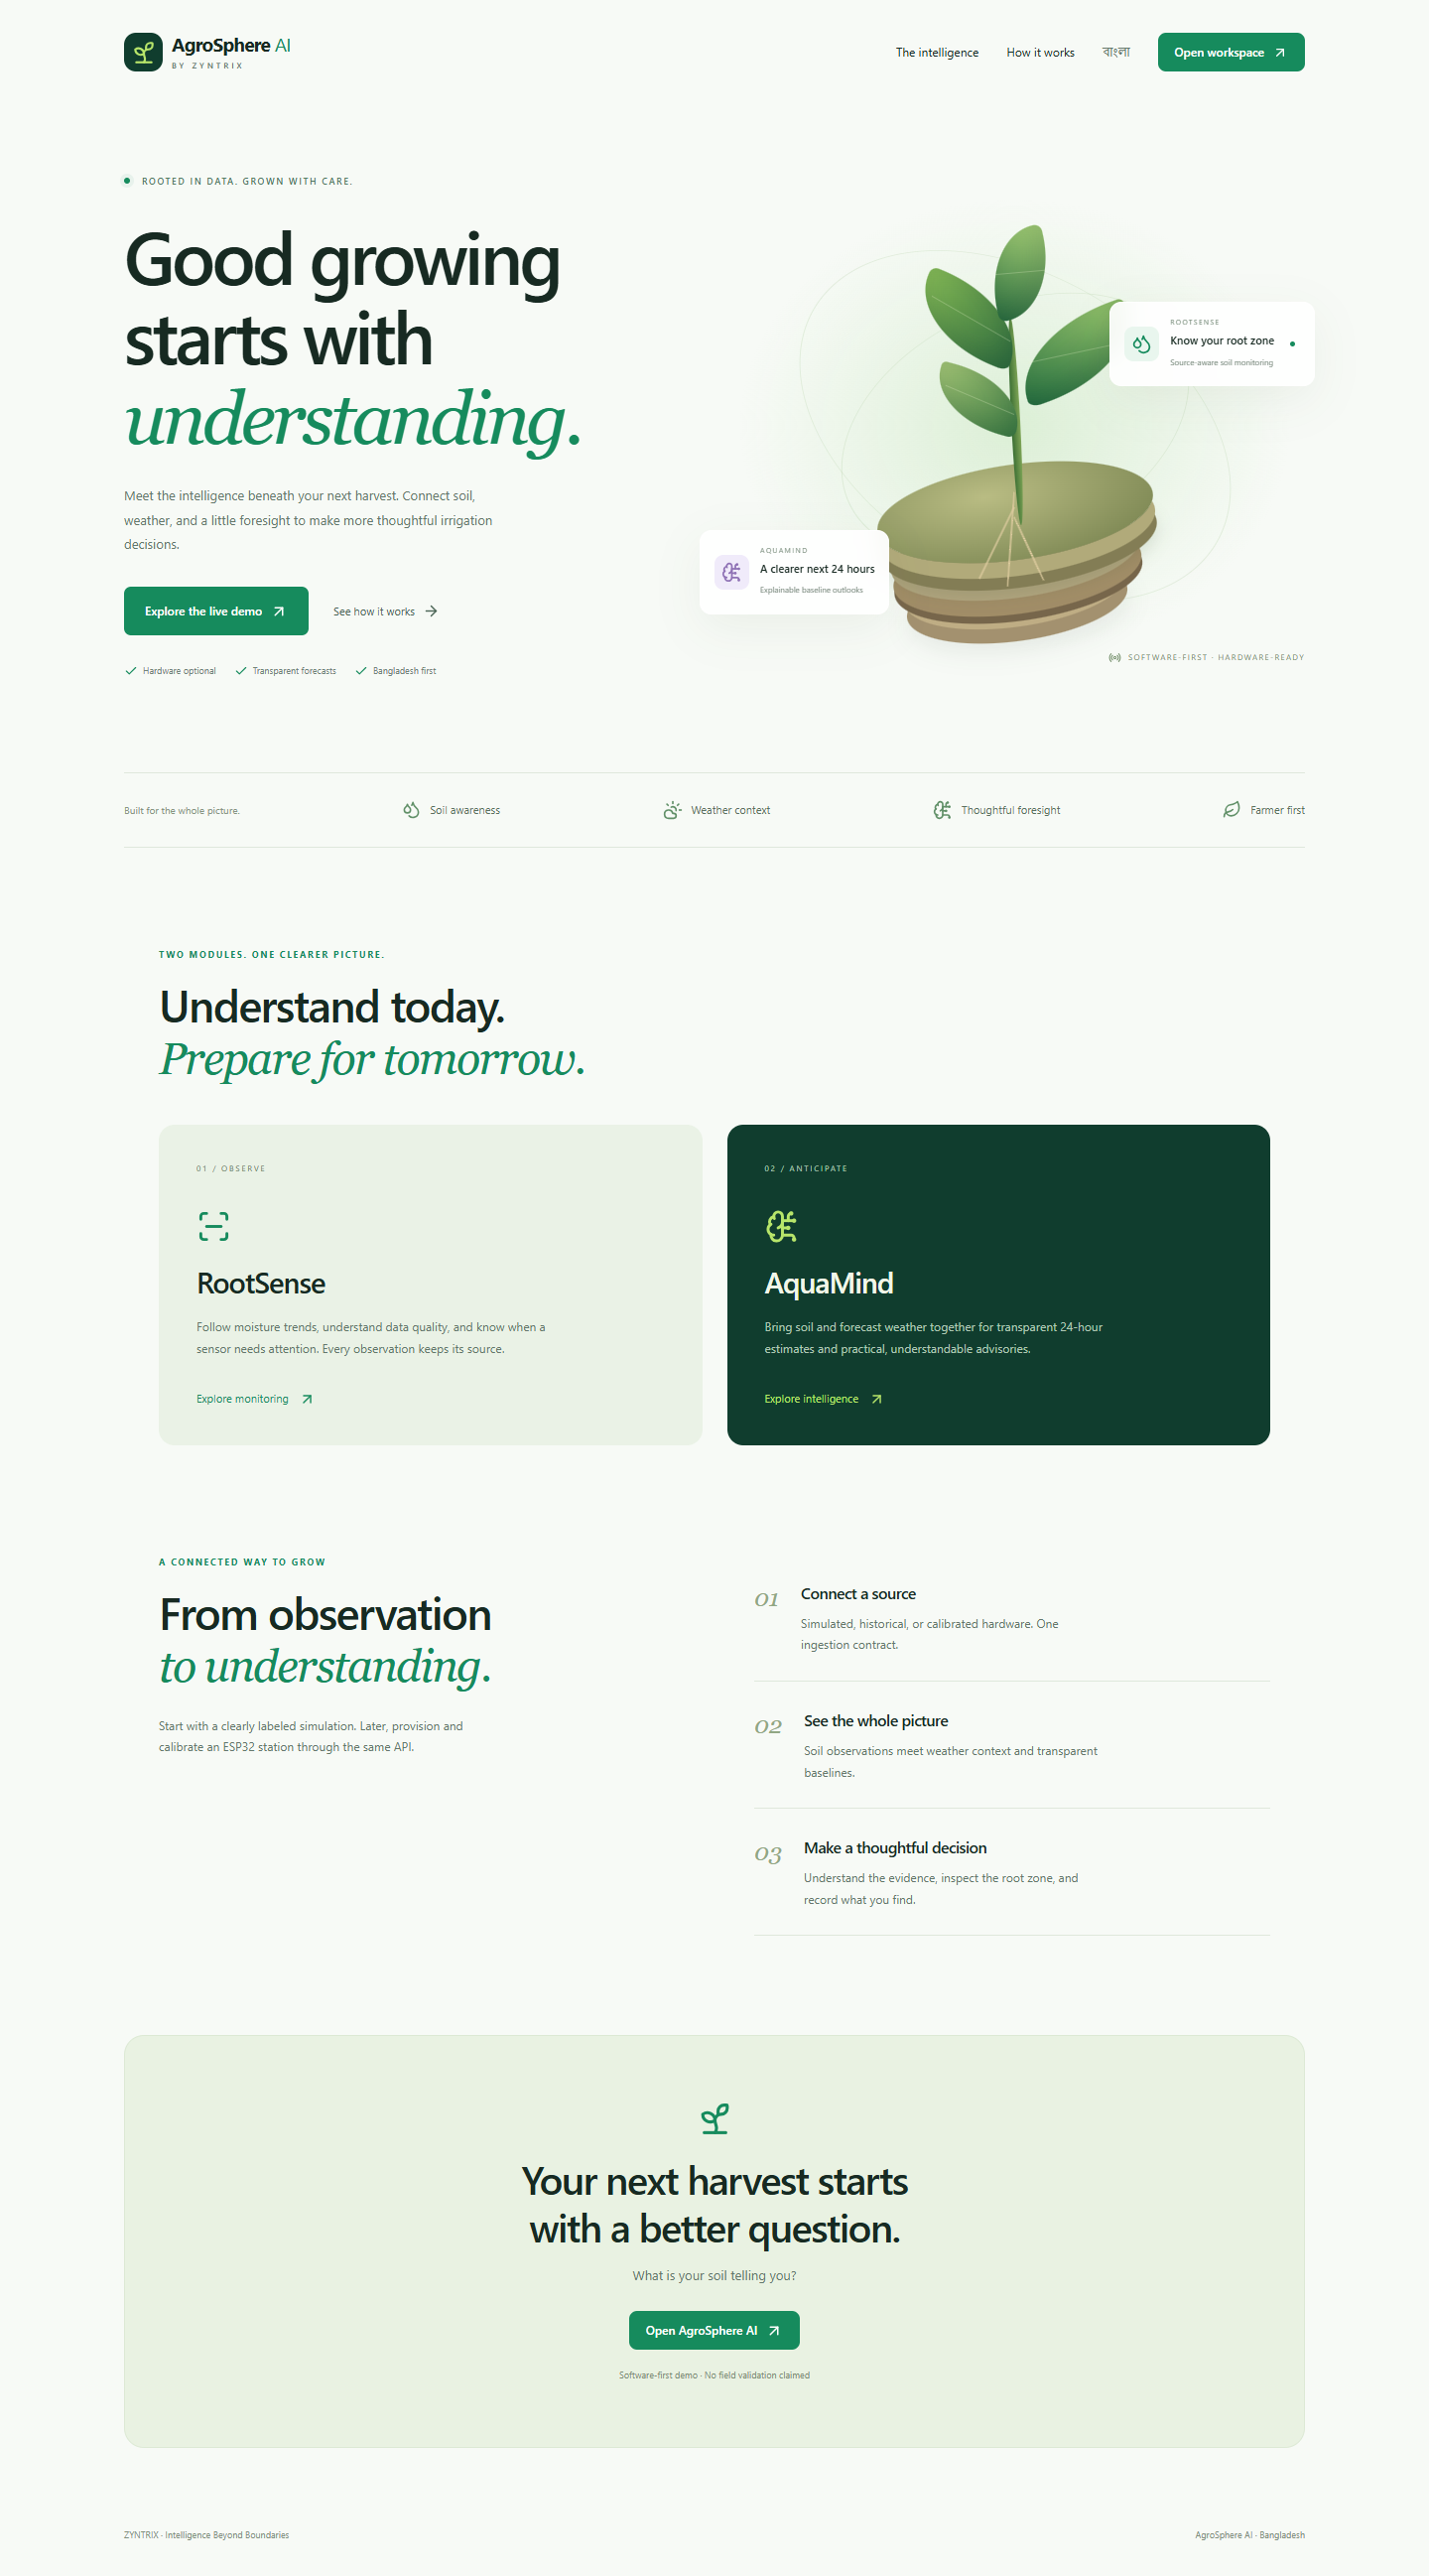 AgroSphere AI
BY ZYNTRIX
The intelligence
How it works
বাংলা
Open workspace
ROOTED IN DATA. GROWN WITH CARE.
Good growing
starts with
understanding.
Meet the intelligence beneath your next harvest. Connect soil,
weather, and a little foresight to make more thoughtful irrigation
decisions.
Explore the live demo
See how it works
Hardware optional
Transparent forecasts
Bangladesh first
ROOTSENSE
Know your root zone
Source-aware soil monitoring
AQUAMIND
A clearer next 24 hours
Explainable baseline outlooks
SOFTWARE-FIRST · HARDWARE-READY
Built for the whole picture.
Soil awareness
Weather context
Thoughtful foresight
Farmer first
TWO MODULES. ONE CLEARER PICTURE.
Understand today.
Prepare for tomorrow.
01 / OBSERVE
RootSense
Follow moisture trends, understand data quality, and know when a
sensor needs attention. Every observation keeps its source.
Explore monitoring
02 / ANTICIPATE
AquaMind
Bring soil and forecast weather together for transparent 24-hour
estimates and practical, understandable advisories.
Explore intelligence
A CONNECTED WAY TO GROW
From observation
to understanding.
Start with a clearly labeled simulation. Later, provision and
calibrate an ESP32 station through the same API.
01
Connect a source
Simulated, historical, or calibrated hardware. One
ingestion contract.
02
See the whole picture
Soil observations meet weather context and transparent
baselines.
03
Make a thoughtful decision
Understand the evidence, inspect the root zone, and
record what you find.
Your next harvest starts
with a better question.
What is your soil telling you?
Open AgroSphere AI
Software-first demo · No field validation claimed
ZYNTRIX · Intelligence Beyond Boundaries
AgroSphere AI · Bangladesh